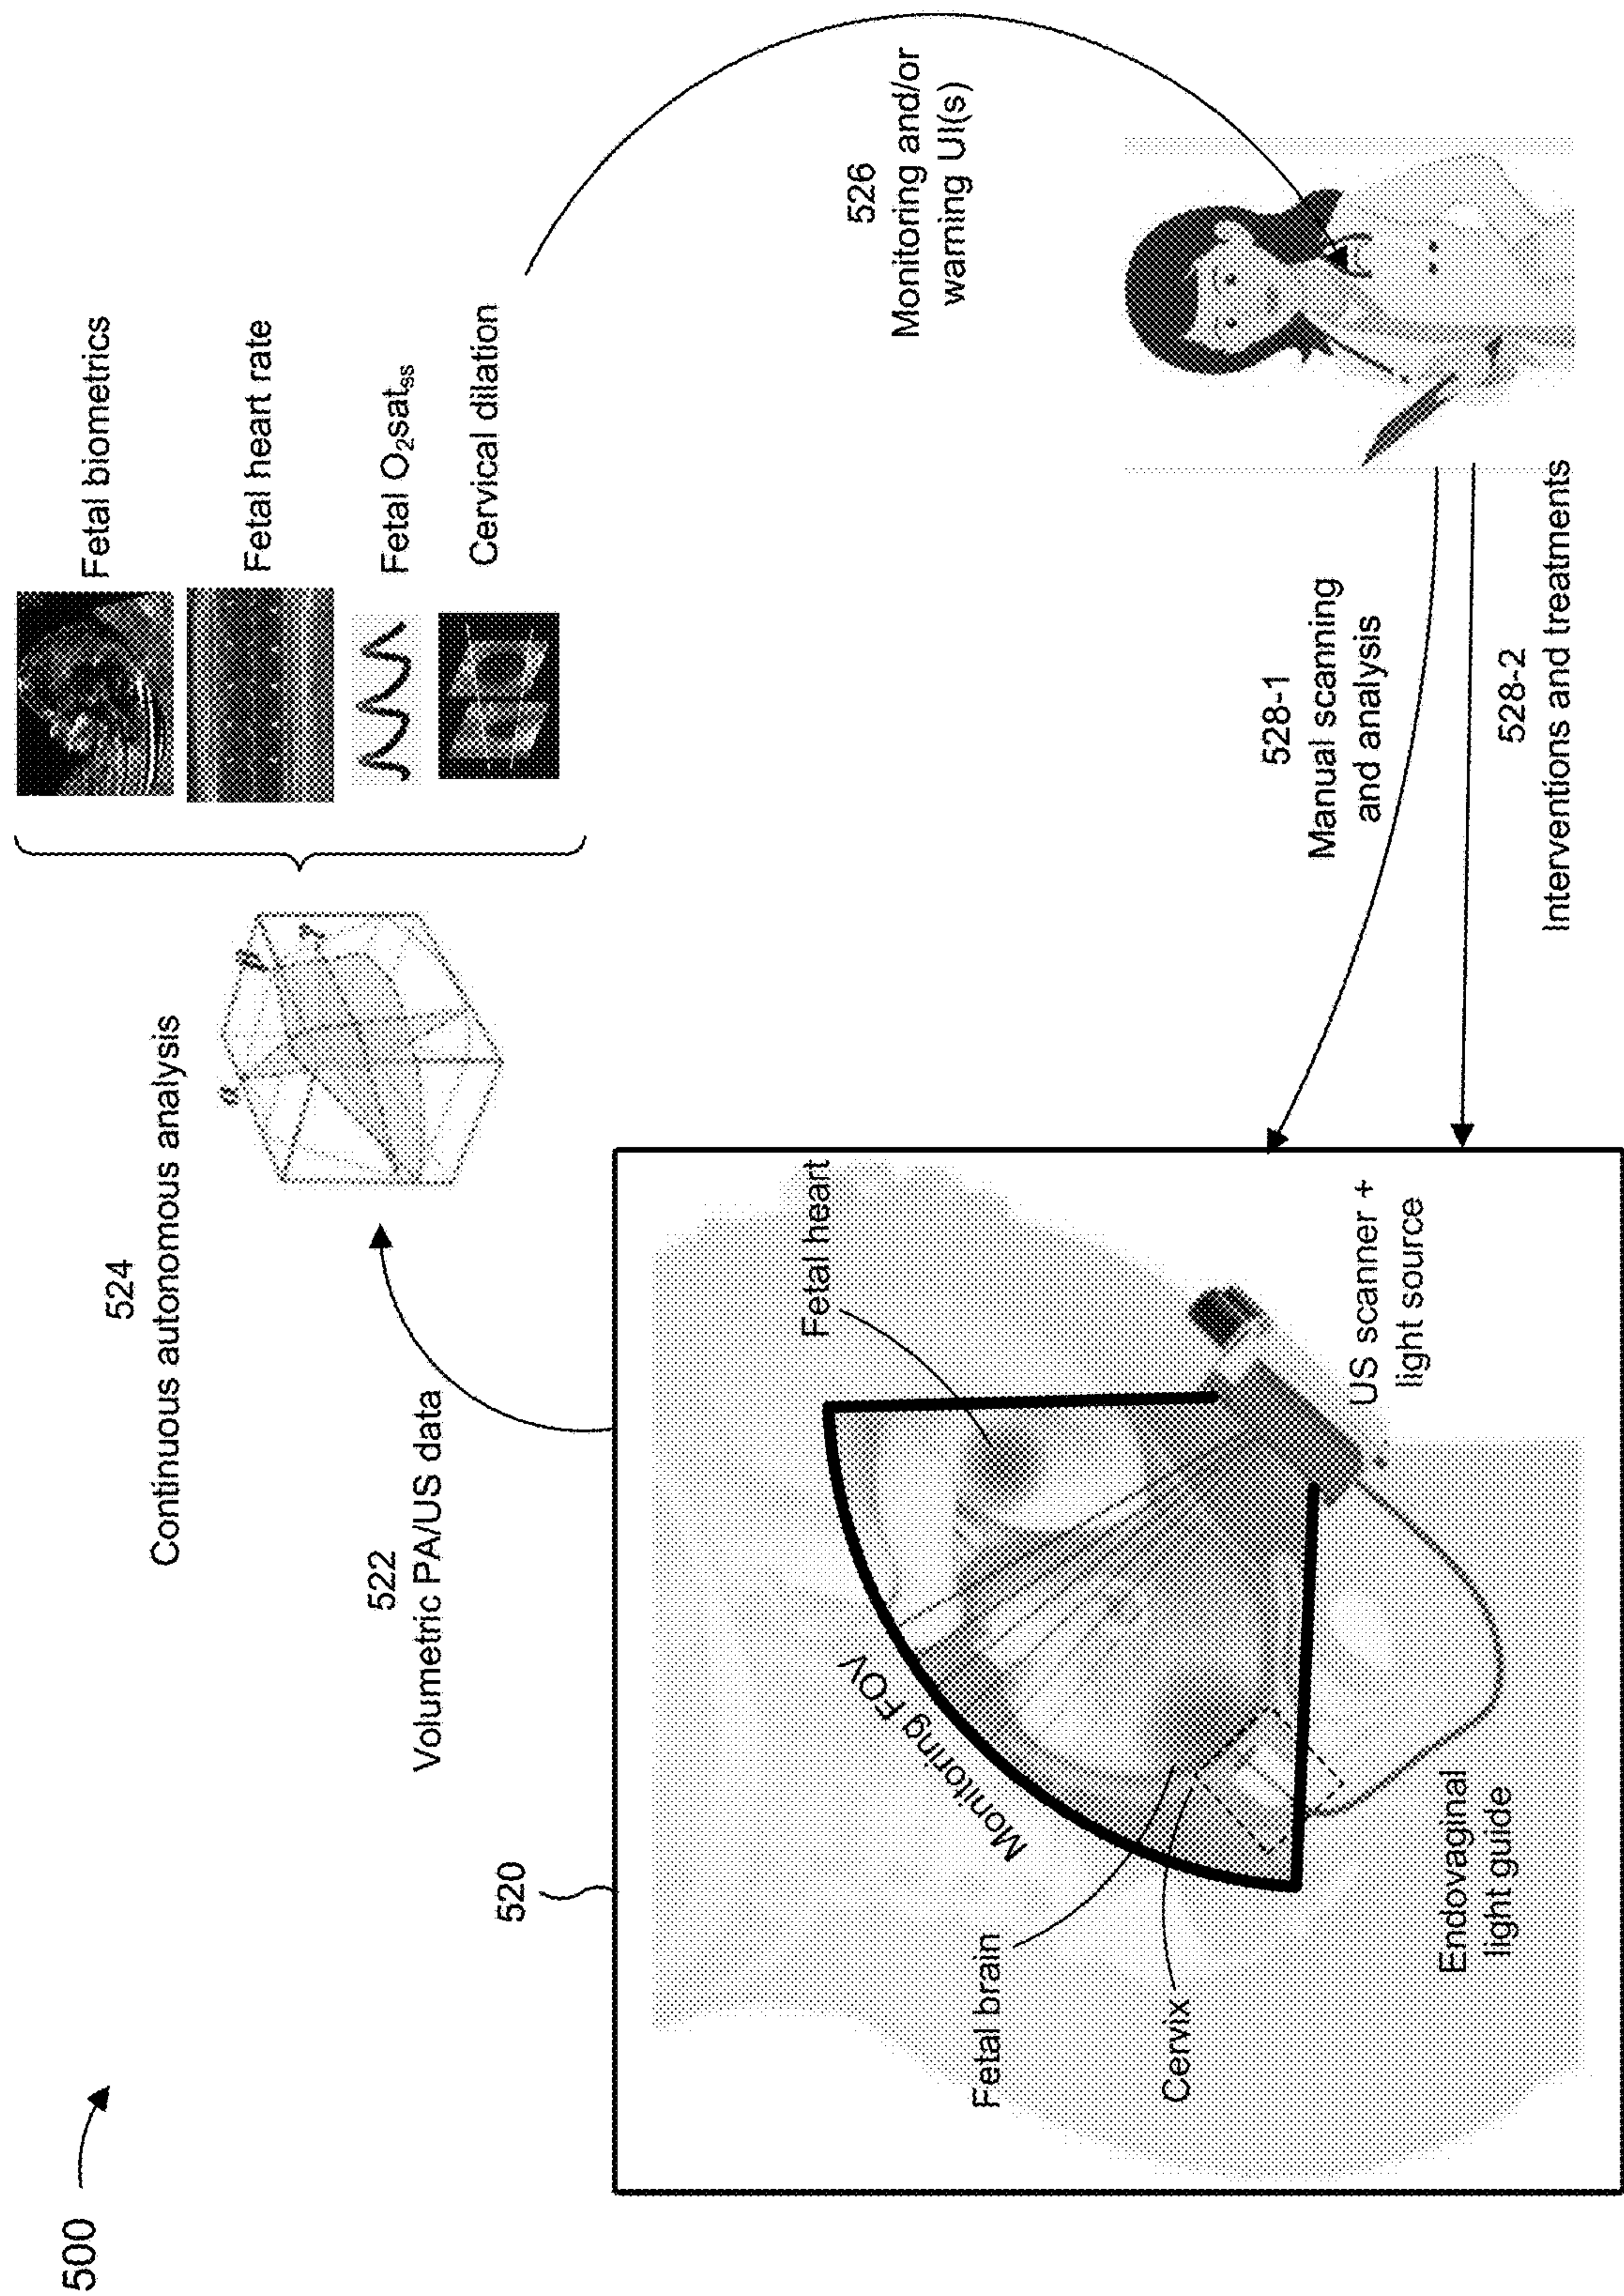 500
524
Continuous autonomous analysis
α
β
γ
Fetal biometrics
Fetal heart rate
Fetal O₂satₛₛ
Cervical dilation
522
Volumetric PA/US data
526
Monitoring and/or
warning UI(s)
520
Monitoring FOV
Fetal heart
Fetal brain
Cervix
US scanner +
light source
Endovaginal
light guide
528-1
Manual scanning
and analysis
528-2
Interventions and treatments